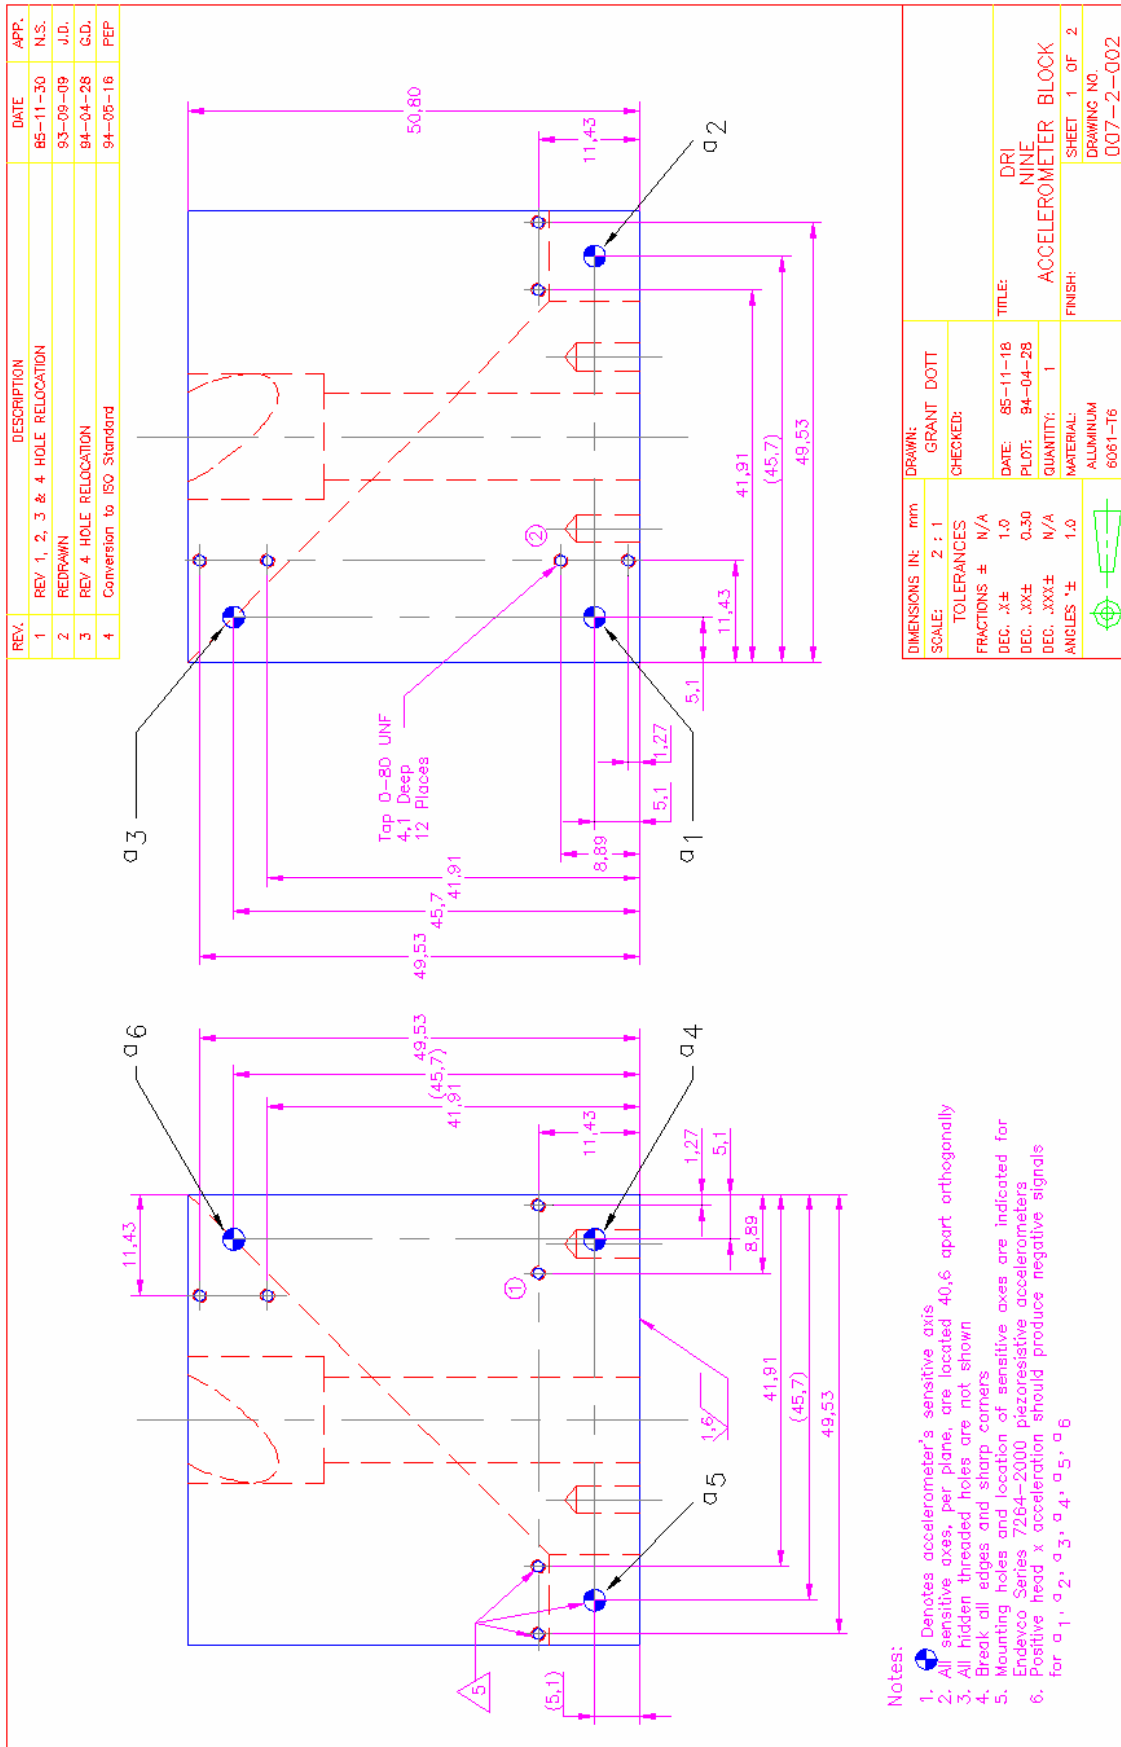 REV. DESCRIPTION DATE APP.
1 REV 1, 2, 3 & 4 HOLE RELOCATION 85-11-30 N.S.
2 REDRAWN 93-09-09 J.D.
3 REV 4 HOLE RELOCATION 94-04-28 G.D.
4 Conversion to ISO Standard 94-05-16 PEP
a6
11,43
49,53
(45,7)
41,91
11,43
1
1,27
5,1
8,89
41,91
(45,7)
49,53
1,6
5
(5,1)
a5
a4
a3
49,53
45,7
41,91
Tap 0-80 UNF
4,1 Deep
12 Places
2
8,89
5,1
1,27
a1
5,1
11,43
41,91
(45,7)
49,53
50,80
11,43
a2
Notes:
1. Denotes accelerometer's sensitive axis
2. All sensitive axes, per plane, are located 40,6 apart orthogonally
3. All hidden threaded holes are not shown
4. Break all edges and sharp corners
5. Mounting holes and location of sensitive axes are indicated for
Endevco Series 7264-2000 piezoresistive accelerometers
6. Positive head x acceleration should produce negative signals
for a1, a2, a3, a4, a5, a6
DIMENSIONS IN: mm
SCALE: 2 : 1
TOLERANCES
FRACTIONS ± N/A
DEC. .X± 1.0
DEC. .XX± 0.30
DEC. .XXX± N/A
ANGLES °± 1.0
DRAWN:
GRANT DOTT
CHECKED:
DATE: 85-11-18
PLOT: 94-04-28
QUANTITY: 1
MATERIAL:
ALUMINUM
6061-T6
TITLE:
DRI
NINE
ACCELEROMETER BLOCK
FINISH:
SHEET 1 OF 2
DRAWING NO.
007-2-002